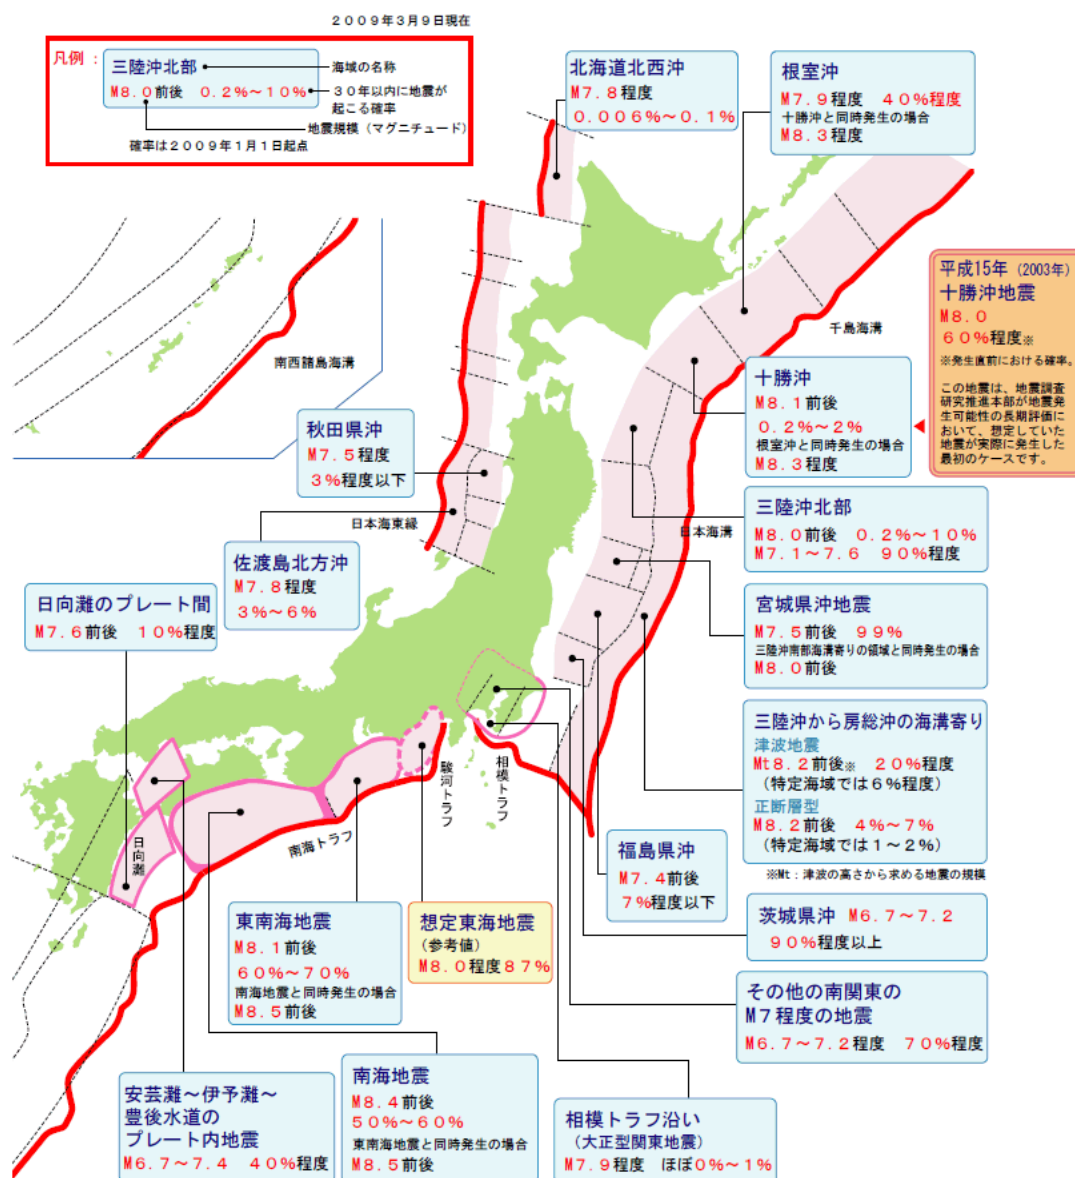 2009年3月9日現在
凡例：
三陸沖北部
M8.0前後　0.2%～10%
海域の名称
30年以内に地震が
起こる確率
地震規模（マグニチュード）
確率は2009年1月1日起点
北海道北西沖
M7.8程度
0.006%～0.1%
根室沖
M7.9程度　40%程度
十勝沖と同時発生の場合
M8.3程度
平成15年（2003年）
十勝沖地震
M8.0
60%程度※
※発生直前における確率。
この地震は、地震調査
研究推進本部が地震発
生可能性の長期評価に
おいて、想定していた
地震が実際に発生した
最初のケースです。
千島海溝
南西諸島海溝
十勝沖
M8.1前後
0.2%～2%
根室沖と同時発生の場合
M8.3程度
秋田県沖
M7.5程度
3%程度以下
日本海東縁
日本海溝
三陸沖北部
M8.0前後　0.2%～10%
M7.1～7.6　90%程度
佐渡島北方沖
M7.8程度
3%～6%
日向灘のプレート間
M7.6前後　10%程度
宮城県沖地震
M7.5前後　99%
三陸沖南部海溝寄りの領域と同時発生の場合
M8.0前後
三陸沖から房総沖の海溝寄り
津波地震
Mt8.2前後※　20%程度
（特定海域では6%程度）
正断層型
M8.2前後　4%～7%
（特定海域では1～2%）
※Mt：津波の高さから求める地震の規模
駿河トラフ
相模トラフ
南海トラフ
日向灘
福島県沖
M7.4前後
7%程度以下
茨城県沖　M6.7～7.2
90%程度以上
東南海地震
M8.1前後
60%～70%
南海地震と同時発生の場合
M8.5前後
想定東海地震
（参考値）
M8.0程度87%
その他の南関東の
M7程度の地震
M6.7～7.2程度　70%程度
安芸灘～伊予灘～
豊後水道の
プレート内地震
M6.7～7.4　40%程度
南海地震
M8.4前後
50%～60%
東南海地震と同時発生の場合
M8.5前後
相模トラフ沿い
（大正型関東地震）
M7.9程度　ほぼ0%～1%